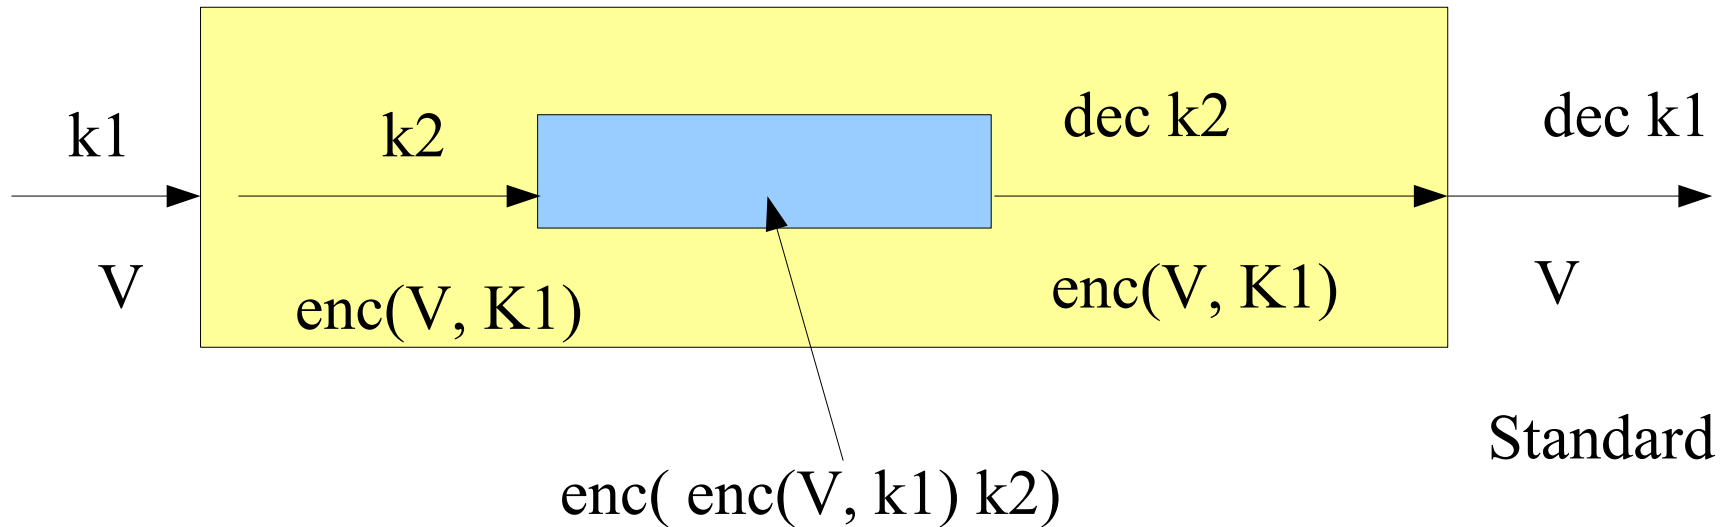 k1
k2
dec k2
dec k1
V
enc(V, K1)
enc(V, K1)
V
Standard
enc( enc(V, k1) k2)